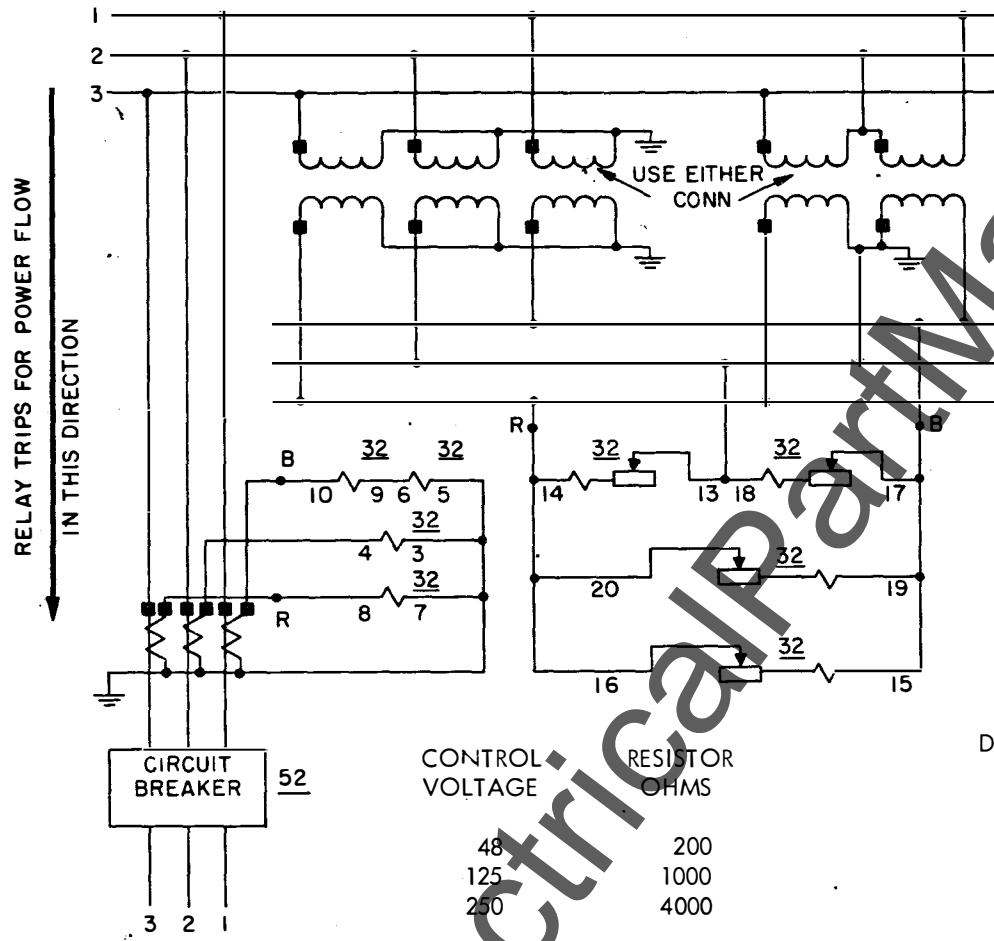 1
2
3
RELAY TRIPS FOR POWER FLOW
IN THIS DIRECTION
USE EITHER
CONN
R
B
32
32
32
32
B
10
9
6
5
14
13
18
17
32
4
3
32
20
19
32
R
8
7
32
16
15
CIRCUIT
BREAKER
52
CONTROL
VOLTAGE
RESISTOR
OHMS
D
48
200
125
1000
250
4000
3
2
1
ctricalPartMa